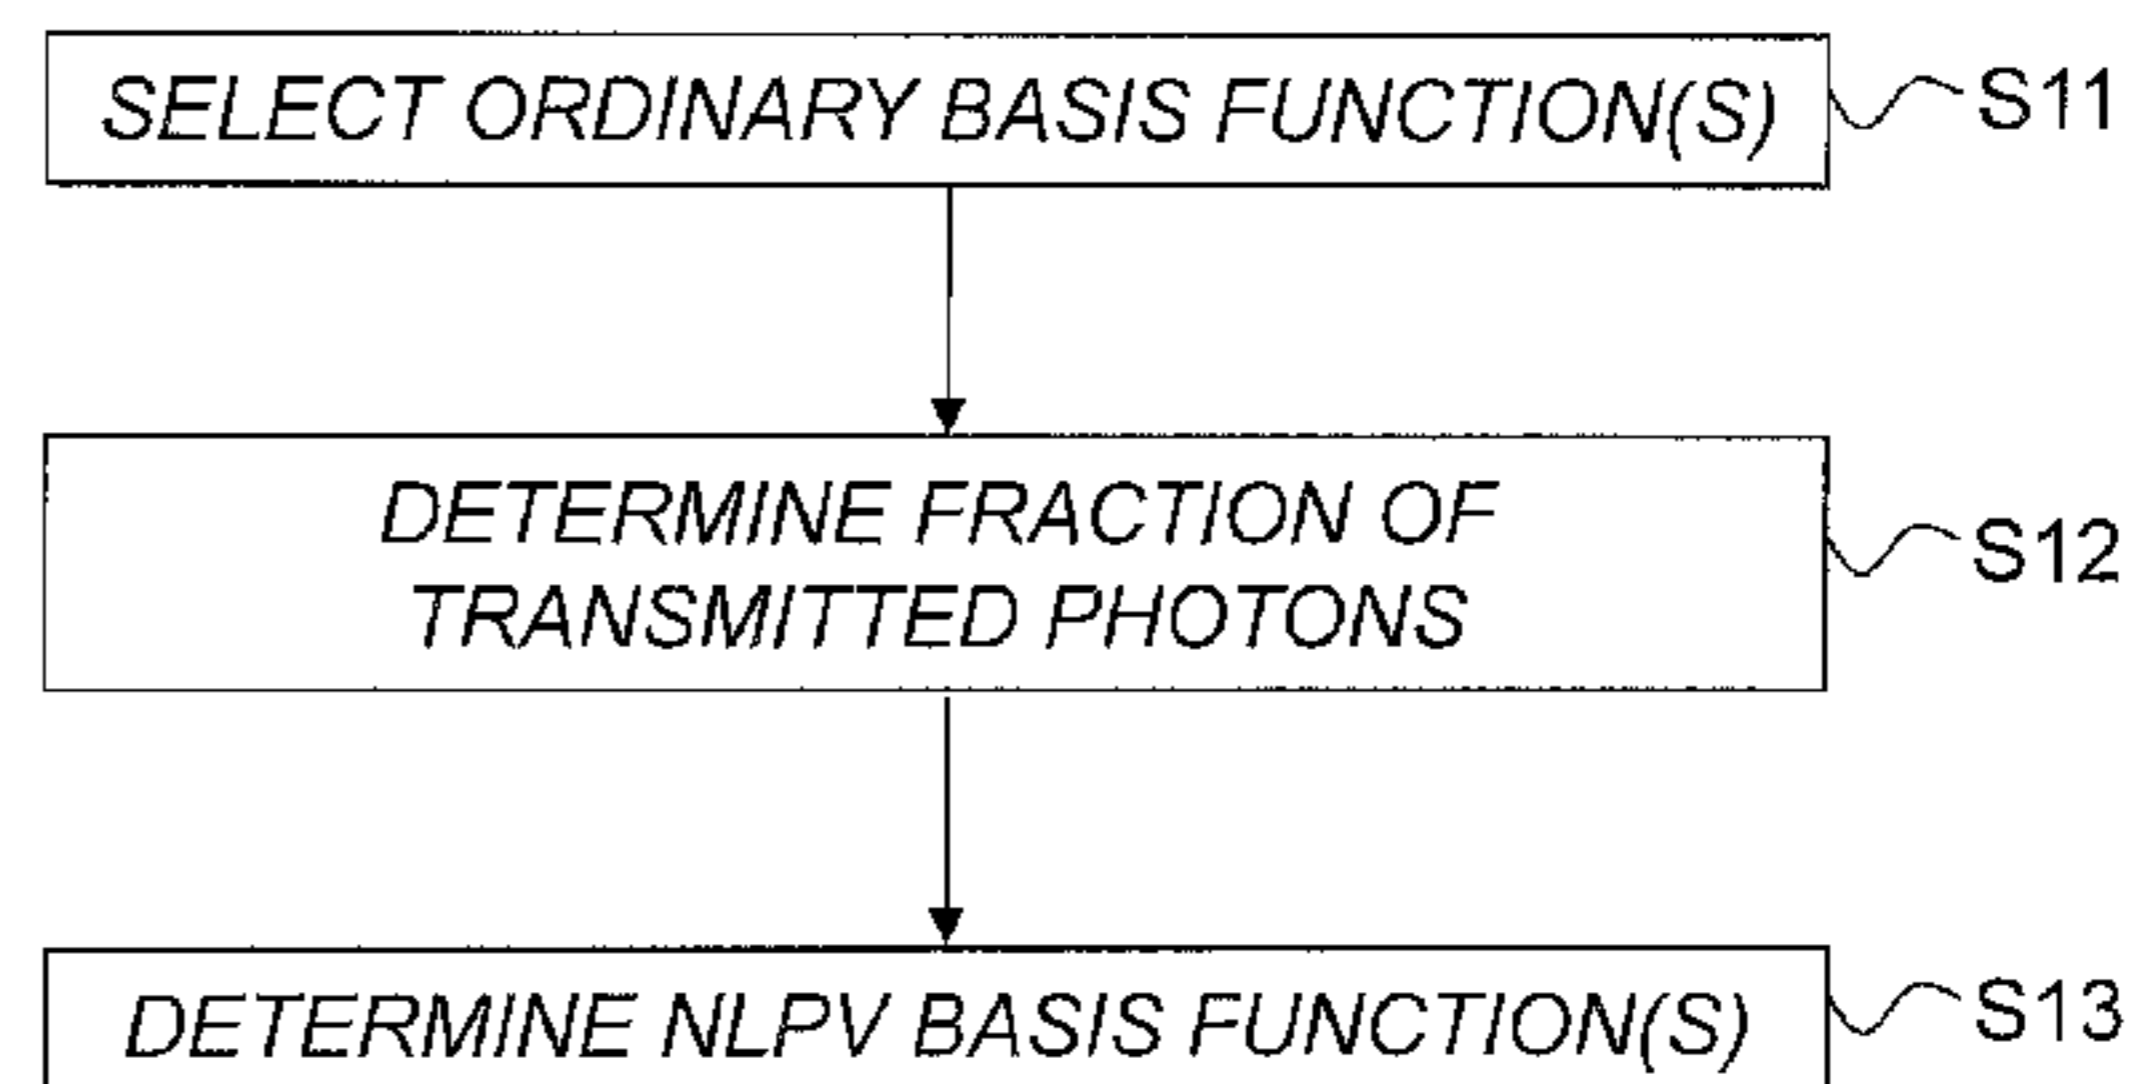 SELECT ORDINARY BASIS FUNCTION(S)
S11
DETERMINE FRACTION OF
TRANSMITTED PHOTONS
S12
DETERMINE NLPV BASIS FUNCTION(S)
S13